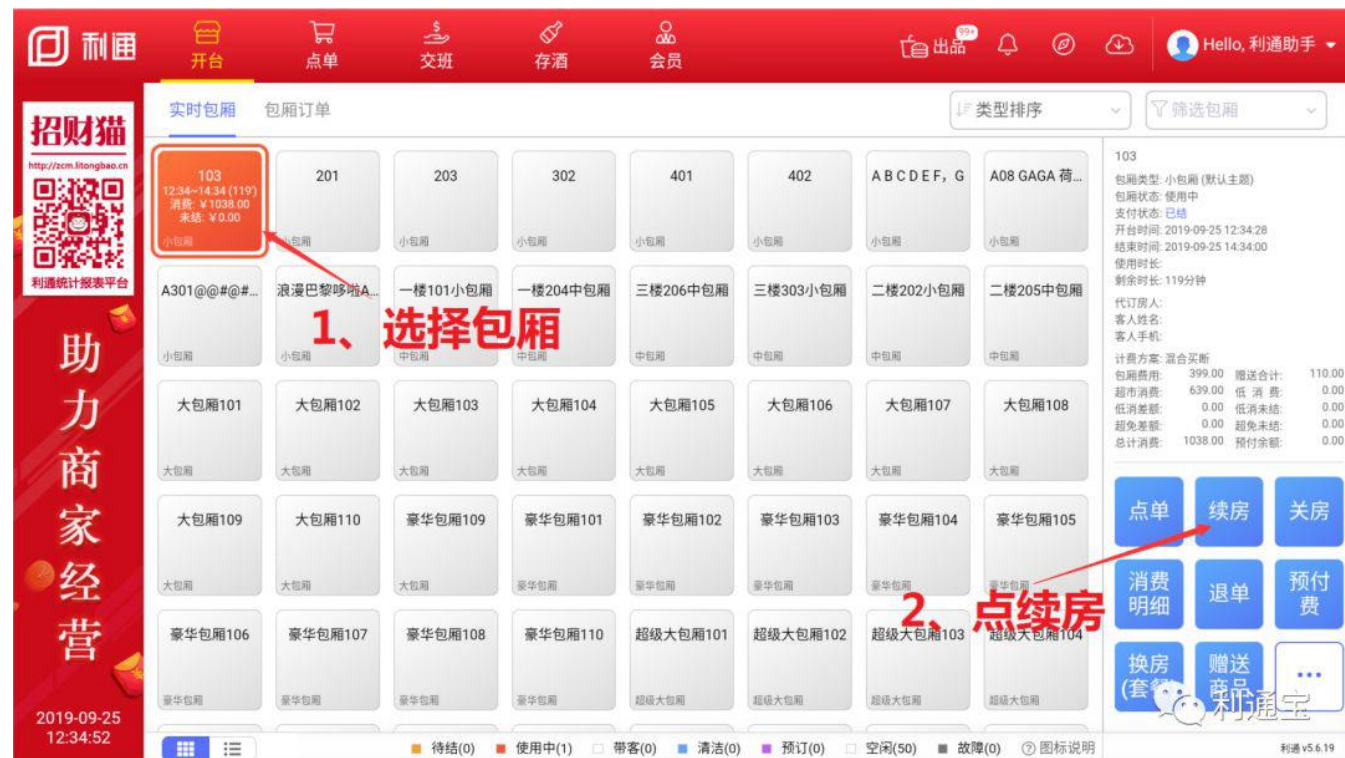 利通
开台
点单
交班
存酒
会员
出品
99+
Hello, 利通助手
招财猫
http://zcm.litongbao.cn
利通统计报表平台
助力商家经营
2019-09-25
12:34:52
实时包厢
包厢订单
类型排序
筛选包厢
103
12:34~14:34 (119')
消费: ¥1038.00
未结: ¥0.00
小包厢
201
小包厢
203
小包厢
302
小包厢
401
小包厢
402
小包厢
A B C D E F，G
小包厢
A08 GAGA 荷...
小包厢
A301@@#@#...
小包厢
浪漫巴黎哆啦A...
小包厢
一楼101小包厢
中包厢
一楼204中包厢
中包厢
三楼206中包厢
中包厢
三楼303小包厢
中包厢
二楼202小包厢
中包厢
二楼205中包厢
中包厢
1、选择包厢
大包厢101
大包厢
大包厢102
大包厢
大包厢103
大包厢
大包厢104
大包厢
大包厢105
大包厢
大包厢106
大包厢
大包厢107
大包厢
大包厢108
大包厢
大包厢109
大包厢
大包厢110
大包厢
豪华包厢109
大包厢
豪华包厢101
豪华包厢
豪华包厢102
豪华包厢
豪华包厢103
豪华包厢
豪华包厢104
豪华包厢
豪华包厢105
豪华包厢
2、点续房
豪华包厢106
豪华包厢
豪华包厢107
豪华包厢
豪华包厢108
豪华包厢
豪华包厢110
豪华包厢
超级大包厢101
超级大包厢
超级大包厢102
超级大包厢
超级大包厢103
超级大包厢
超级大包厢104
超级大包厢
待结(0)
使用中(1)
带客(0)
清洁(0)
预订(0)
空闲(50)
故障(0)
图标说明
103
包厢类型: 小包厢 (默认主题)
包厢状态: 使用中
支付状态: 已结
开台时间: 2019-09-25 12:34:28
结束时间: 2019-09-25 14:34:00
使用时长:
剩余时长: 119分钟
代订房人:
客人姓名:
客人手机:
计费方案: 混合买断
包厢费用: 399.00 赠送合计: 110.00
超市消费: 639.00 低 消 费: 0.00
低消差额: 0.00 低消未结: 0.00
超免差额: 0.00 超免未结: 0.00
总计消费: 1038.00 预付余额: 0.00
点单
续房
关房
消费明细
退单
预付费
换房(套餐)
赠送商品
...
利通宝
利通 v5.6.19